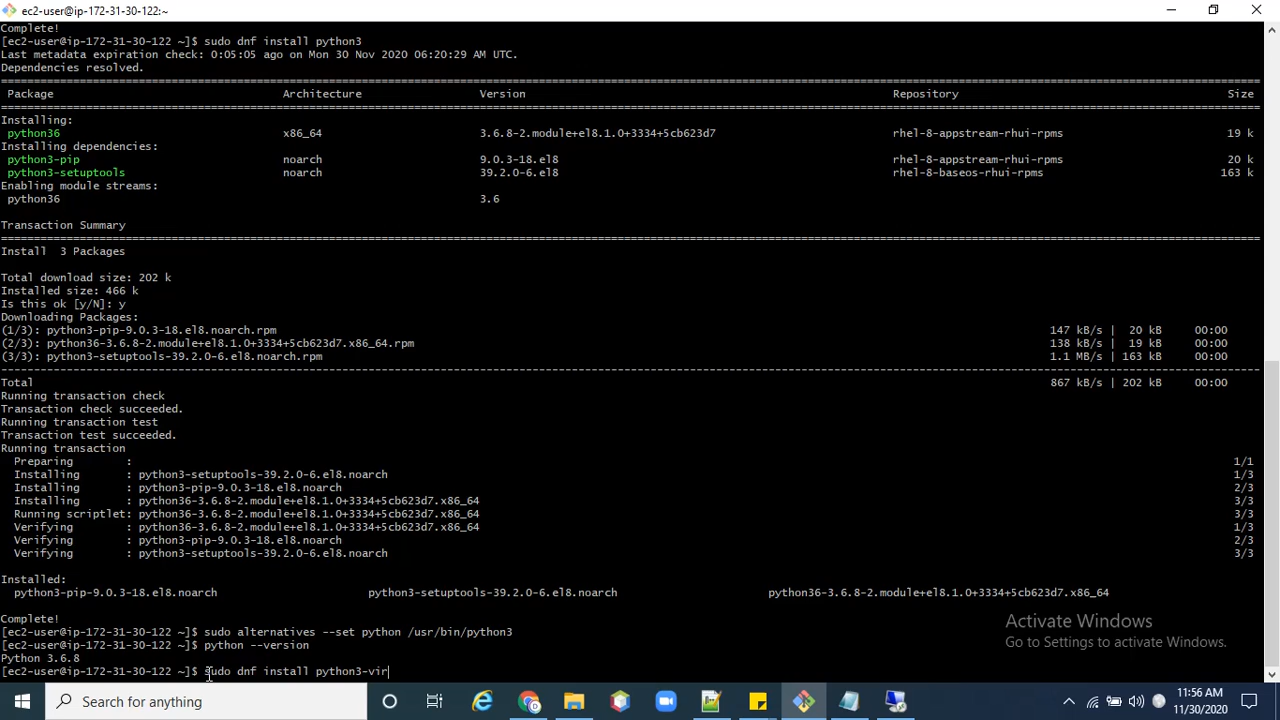 ec2-user@ip-172-31-30-122:~
Complete!
[ec2-user@ip-172-31-30-122 ~]$ sudo dnf install python3
Last metadata expiration check: 0:05:05 ago on Mon 30 Nov 2020 06:20:29 AM UTC.
Dependencies resolved.
================================================================================
Package Architecture Version Repository Size
================================================================================
Installing:
python36 x86_64 3.6.8-2.module+el8.1.0+3334+5cb623d7 rhel-8-appstream-rhui-rpms 19 k
Installing dependencies:
python3-pip noarch 9.0.3-18.el8 rhel-8-appstream-rhui-rpms 20 k
python3-setuptools noarch 39.2.0-6.el8 rhel-8-baseos-rhui-rpms 163 k
Enabling module streams:
python36 3.6
Transaction Summary
================================================================================
Install 3 Packages
Total download size: 202 k
Installed size: 466 k
Is this ok [y/N]: y
Downloading Packages:
(1/3): python3-pip-9.0.3-18.el8.noarch.rpm 147 kB/s | 20 kB 00:00
(2/3): python36-3.6.8-2.module+el8.1.0+3334+5cb623d7.x86_64.rpm 138 kB/s | 19 kB 00:00
(3/3): python3-setuptools-39.2.0-6.el8.noarch.rpm 1.1 MB/s | 163 kB 00:00
--------------------------------------------------------------------------------
Total 867 kB/s | 202 kB 00:00
Running transaction check
Transaction check succeeded.
Running transaction test
Transaction test succeeded.
Running transaction
Preparing : 1/1
Installing : python3-setuptools-39.2.0-6.el8.noarch 1/3
Installing : python3-pip-9.0.3-18.el8.noarch 2/3
Installing : python36-3.6.8-2.module+el8.1.0+3334+5cb623d7.x86_64 3/3
Running scriptlet: python36-3.6.8-2.module+el8.1.0+3334+5cb623d7.x86_64 3/3
Verifying : python36-3.6.8-2.module+el8.1.0+3334+5cb623d7.x86_64 1/3
Verifying : python3-pip-9.0.3-18.el8.noarch 2/3
Verifying : python3-setuptools-39.2.0-6.el8.noarch 3/3
Installed:
python3-pip-9.0.3-18.el8.noarch python3-setuptools-39.2.0-6.el8.noarch python36-3.6.8-2.module+el8.1.0+3334+5cb623d7.x86_64
Complete!
[ec2-user@ip-172-31-30-122 ~]$ sudo alternatives --set python /usr/bin/python3
[ec2-user@ip-172-31-30-122 ~]$ python --version
Python 3.6.8
[ec2-user@ip-172-31-30-122 ~]$ sudo dnf install python3-vir
Activate Windows
Go to Settings to activate Windows.
Search for anything
11:56 AM
11/30/2020